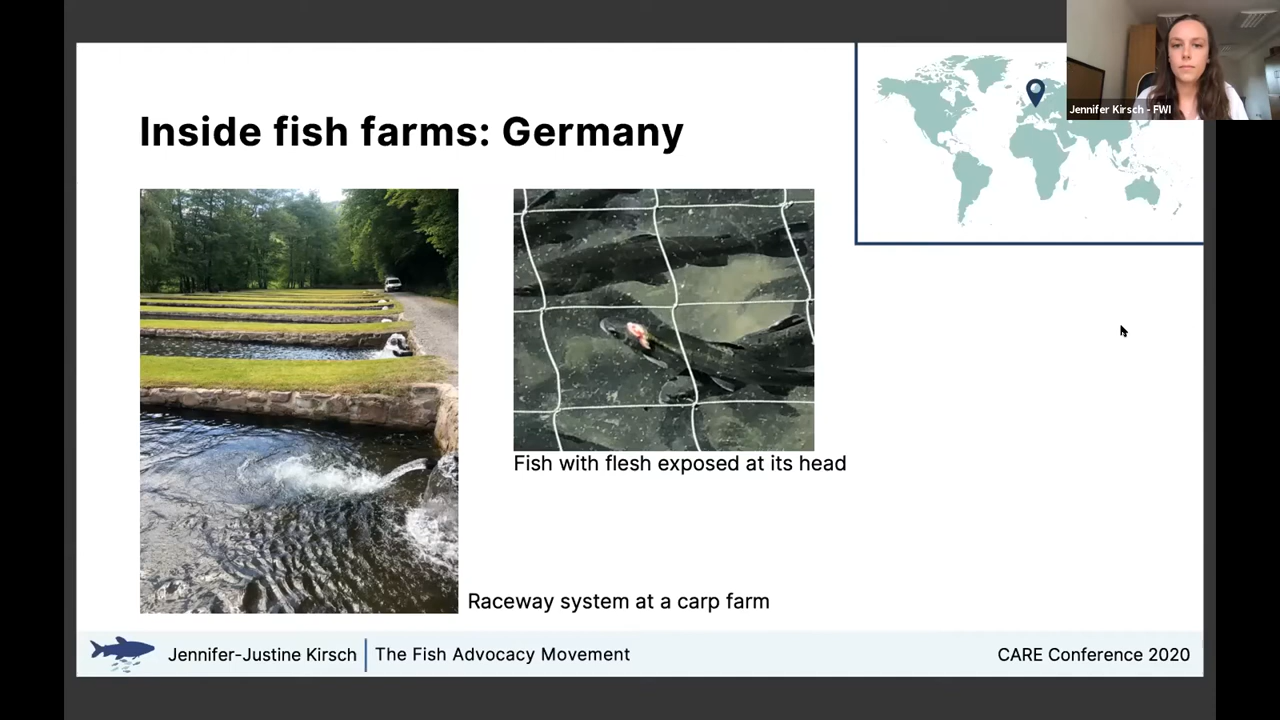 Jennifer Kirsch - FWI
Inside fish farms: Germany
Fish with flesh exposed at its head
Raceway system at a carp farm
Jennifer-Justine Kirsch
The Fish Advocacy Movement
CARE Conference 2020